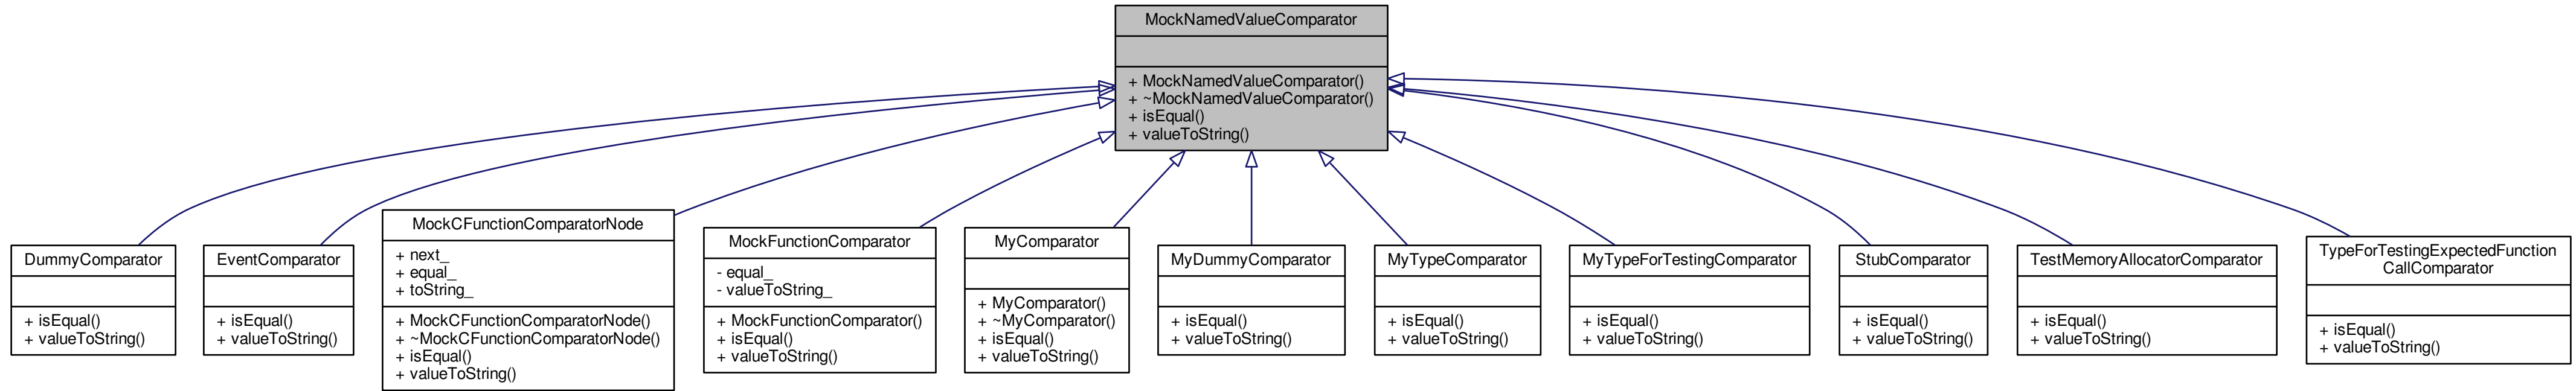 MockNamedValueComparator
+ MockNamedValueComparator()
+ ~MockNamedValueComparator()
+ isEqual()
+ valueToString()
DummyComparator
+ isEqual()
+ valueToString()
EventComparator
+ isEqual()
+ valueToString()
MockCFunctionComparatorNode
+ next_
+ equal_
+ toString_
+ MockCFunctionComparatorNode()
+ ~MockCFunctionComparatorNode()
+ isEqual()
+ valueToString()
MockFunctionComparator
- equal_
- valueToString_
+ MockFunctionComparator()
+ isEqual()
+ valueToString()
MyComparator
+ MyComparator()
+ ~MyComparator()
+ isEqual()
+ valueToString()
MyDummyComparator
+ isEqual()
+ valueToString()
MyTypeComparator
+ isEqual()
+ valueToString()
MyTypeForTestingComparator
+ isEqual()
+ valueToString()
StubComparator
+ isEqual()
+ valueToString()
TestMemoryAllocatorComparator
+ isEqual()
+ valueToString()
TypeForTestingExpectedFunction
CallComparator
+ isEqual()
+ valueToString()